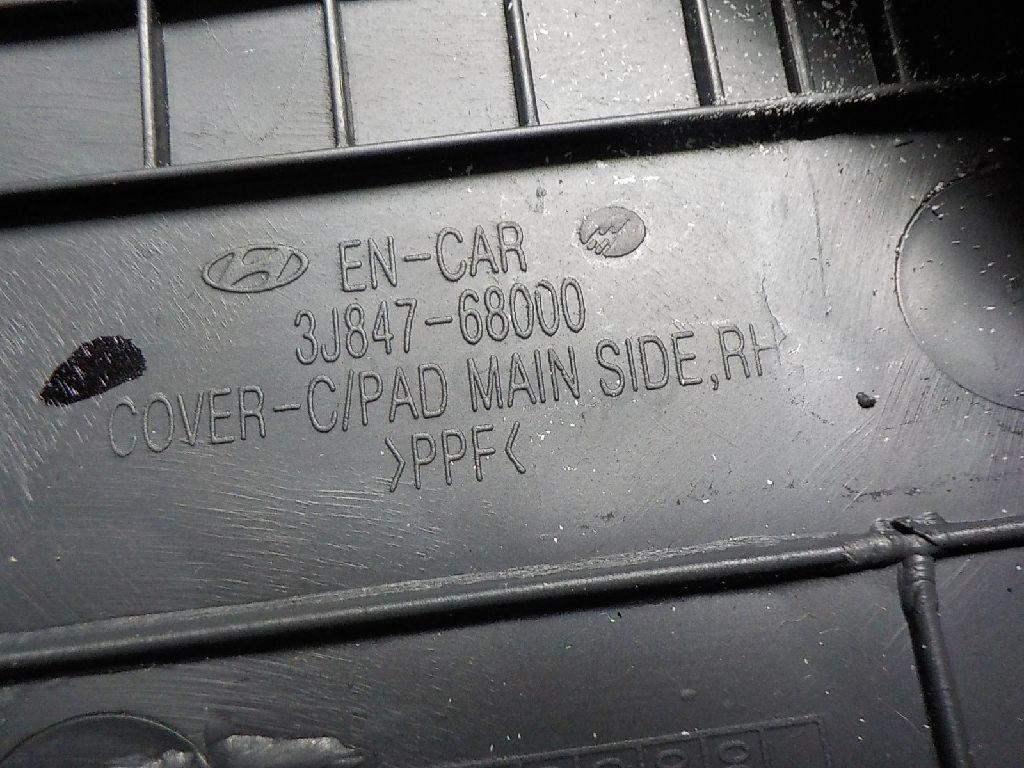 EN-CAR
3J847-68000
COVER-C/PAD MAIN SIDE,RH
>PPF<